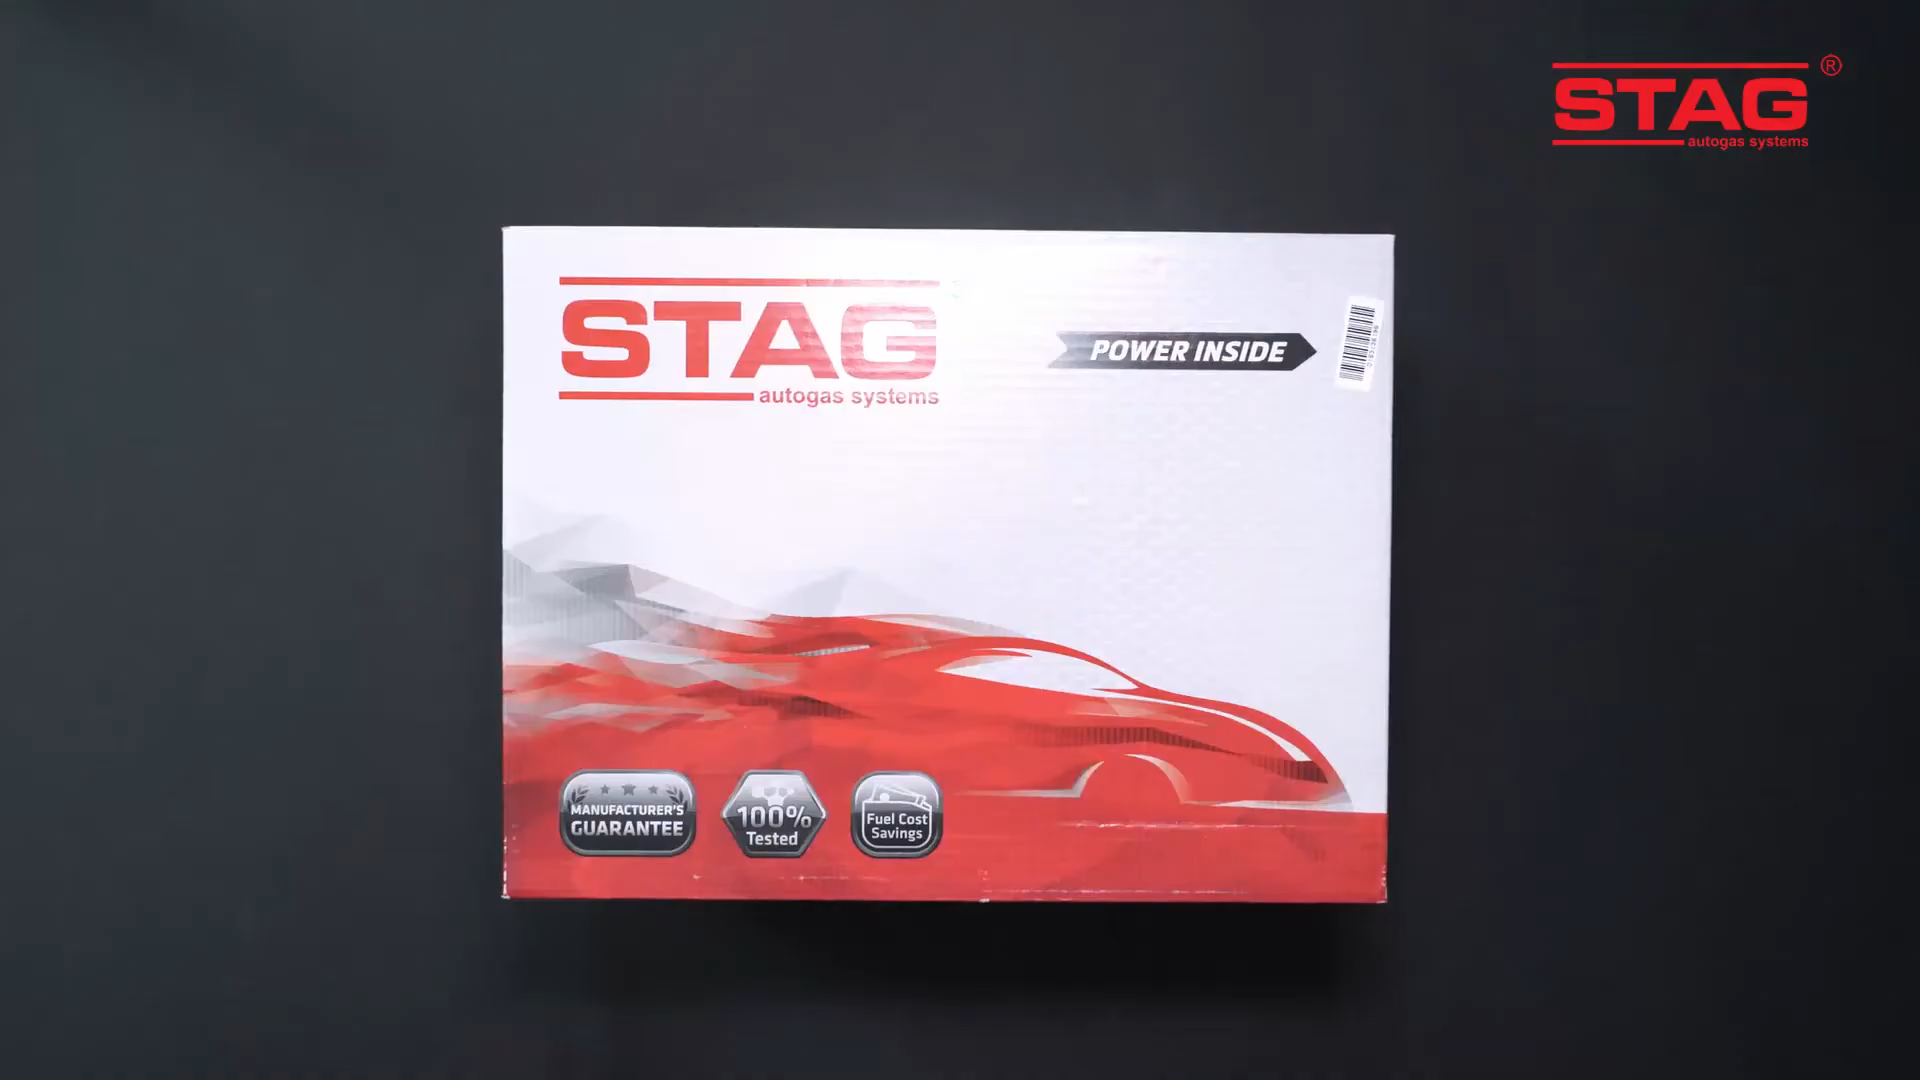 STAG ®
autogas systems
STAG
autogas systems
POWER INSIDE
MANUFACTURER'S
GUARANTEE
100%
Tested
Fuel Cost
Savings